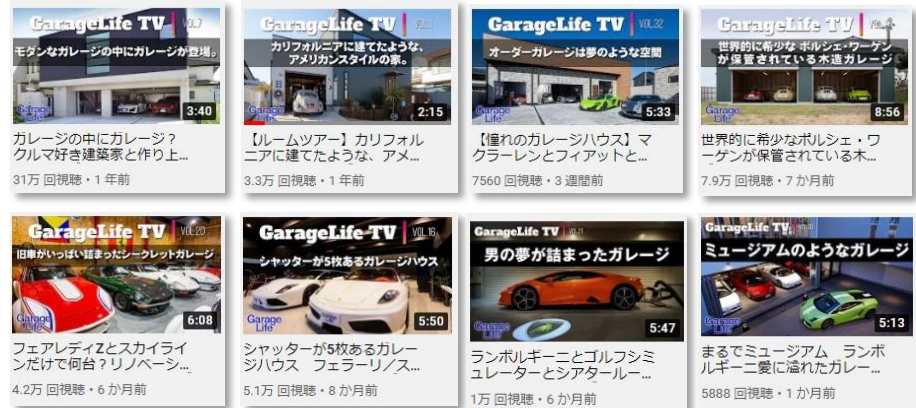 GarageLife TV VOL.7
モダンなガレージの中にガレージが登場。
Garage Life
3:40
ガレージの中にガレージ？
クルマ好き建築家と作り上...
31万 回視聴・1 年前
GarageLife TV
カリフォルニアに建てたような、
アメリカンスタイルの家。
Garage Life
2:15
【ルームツアー】カリフォル
ニアに建てたような、アメ...
3.3万 回視聴・1 年前
GarageLife TV VOL.32
オーダーガレージは夢のような空間
Garage Life
5:33
【憧れのガレージハウス】マ
クラーレンとフィアットと...
7560 回視聴・3 週間前
GarageLife TV
世界的に希少な ポルシェ・ワーゲン
が保管されている木造ガレージ
Garage Life
8:56
世界的に希少なポルシェ・ワ
ーゲンが保管されている木...
7.9万 回視聴・7 か月前
GarageLife TV VOL.20
旧車がいっぱい詰まったシークレットガレージ
Garage Life
6:08
フェアレディZとスカイライ
ンだけで何台？リノベーシ...
4.2万 回視聴・6 か月前
GarageLife TV VOL.16
シャッターが5枚あるガレージハウス
Garage Life
5:50
シャッターが5枚あるガレー
ジハウス　フェラーリ／ス...
5.1万 回視聴・8 か月前
GarageLife TV
男の夢が詰まったガレージ
Garage Life
5:47
ランボルギーニとゴルフシミ
ュレーターとシアタールー...
1万 回視聴・6 か月前
GarageLife TV
ミュージアムのようなガレージ
Garage Life
5:13
まるでミュージアム　ランボ
ルギーニ愛に溢れたガレー...
5888 回視聴・1 か月前